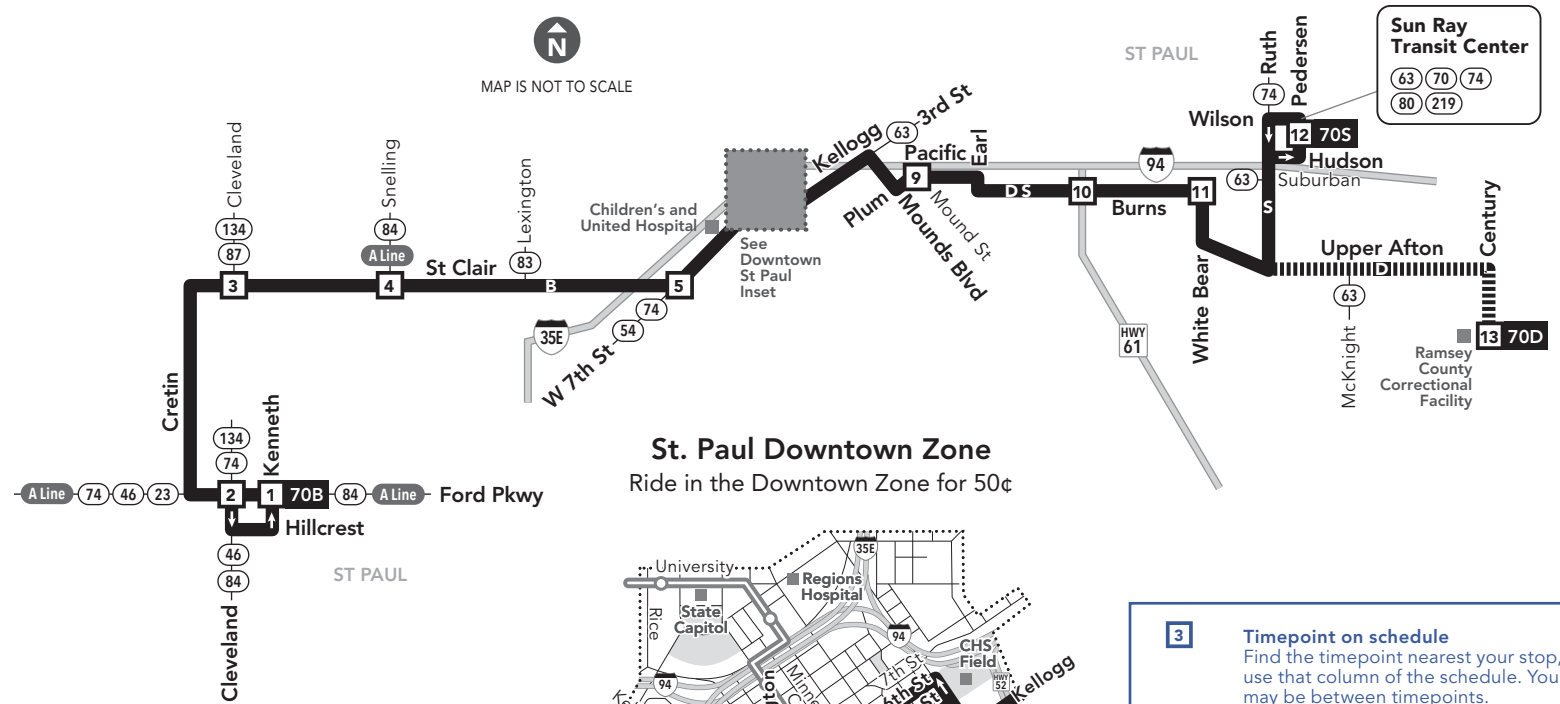 N
MAP IS NOT TO SCALE
ST PAUL
Sun Ray
Transit Center
63 70 74
80 219
Ruth
Pedersen
74
Wilson
12 70S
Hudson
63
Suburban
S
Kellogg
63
3rd St
Pacific
Earl
94
9
D S
10
11
Burns
Plum
Mound St
Mounds Blvd
White Bear
Upper Afton
D
Century
63
McKnight
13 70D
Ramsey
County
Correctional
Facility
HWY
61
Cleveland
134
87
3
Snelling
84
A Line
4
St Clair
Lexington
83
B
5
Children's and
United Hospital
See
Downtown
St Paul
Inset
35E
74
54
W 7th St
Cretin
134
74
Kenneth
A Line 74 46 23
2
1 70B
84 A Line
Ford Pkwy
Hillcrest
46
84
Cleveland
ST PAUL
St. Paul Downtown Zone
Ride in the Downtown Zone for 50¢
35E
University
Regions
Hospital
State
Capitol
Rice
94
94
CHS
Field
7th St
6th St
St
HWY
52
Kellogg
Minne
ton
Ke
3
Timepoint on schedule
Find the timepoint nearest your stop,
use that column of the schedule. You
may be between timepoints.